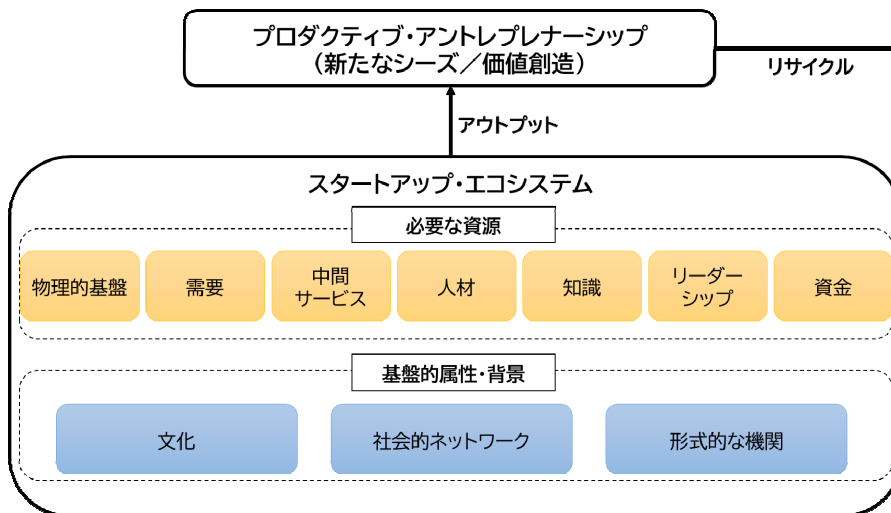 プロダクティブ・アントレプレナーシップ
(新たなシーズ／価値創造)
リサイクル
アウトプット
スタートアップ・エコシステム
必要な資源
物理的基盤
需要
中間
サービス
人材
知識
リーダー
シップ
資金
基盤的属性・背景
文化
社会的ネットワーク
形式的な機関